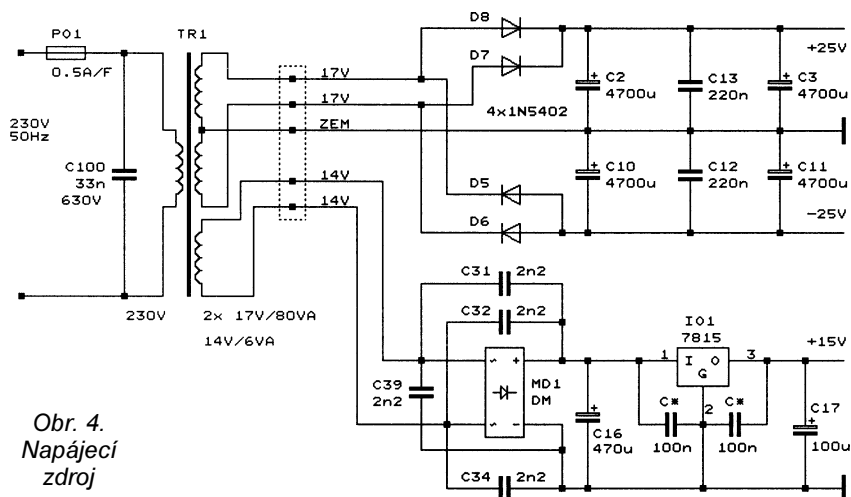 PO1
0.5A/F
230V
50Hz
C100
33n
630V
230V
TR1
2x 17V/80VA
14V/6VA
17V
17V
ZEM
14V
14V
D8
D7
4x1N5402
D5
D6
C2
4700u
C13
220n
C3
4700u
C10
4700u
C12
220n
C11
4700u
+25V
-25V
C31
2n2
C32
2n2
C39
2n2
MD1
DM
C34
2n2
C16
470u
IO1
7815
1
I
O
3
G
2
C*
100n
C*
100n
C17
100u
+15V
Obr. 4.
Napájecí
zdroj